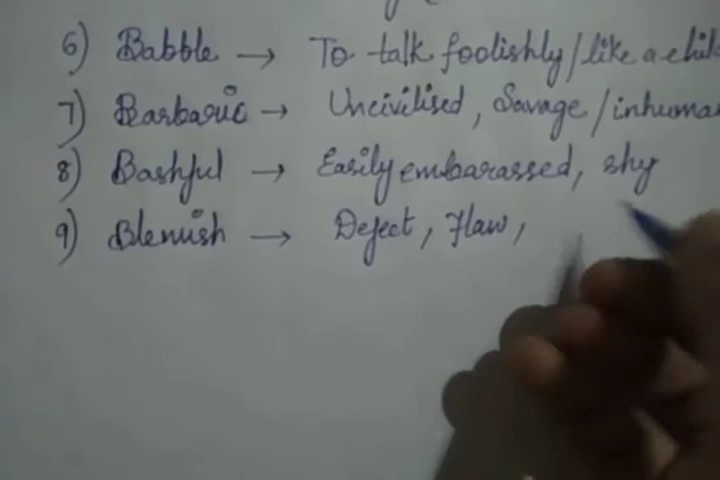 6) Babble → To talk foolishly/like a chil
7) Barbaric → Uncivilised, Savage/inhuma
8) Bashful → Easily embarassed, shy
9) Blemish → Defect, Flaw,